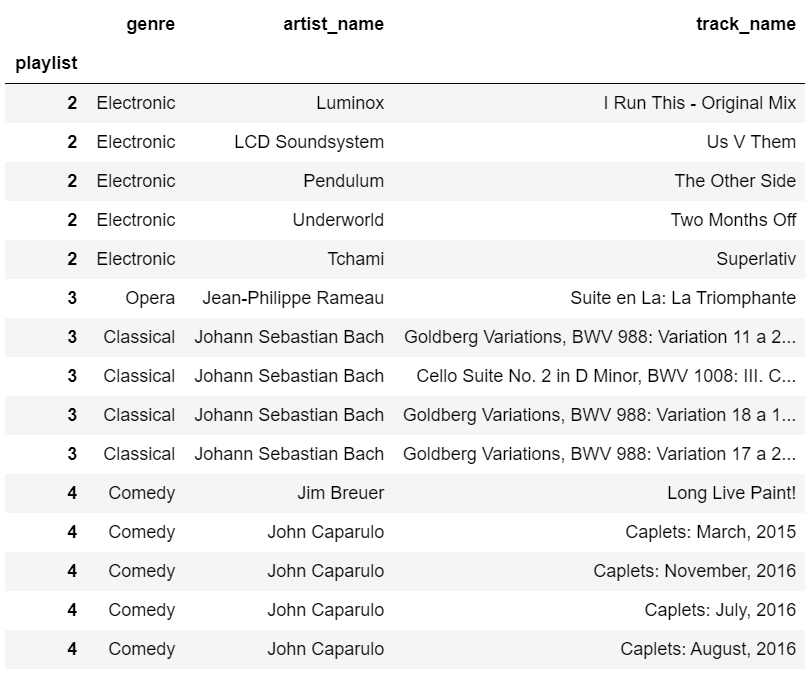 genre artist_name track_name
playlist
2 Electronic Luminox I Run This - Original Mix
2 Electronic LCD Soundsystem Us V Them
2 Electronic Pendulum The Other Side
2 Electronic Underworld Two Months Off
2 Electronic Tchami Superlativ
3 Opera Jean-Philippe Rameau Suite en La: La Triomphante
3 Classical Johann Sebastian Bach Goldberg Variations, BWV 988: Variation 11 a 2...
3 Classical Johann Sebastian Bach Cello Suite No. 2 in D Minor, BWV 1008: III. C...
3 Classical Johann Sebastian Bach Goldberg Variations, BWV 988: Variation 18 a 1...
3 Classical Johann Sebastian Bach Goldberg Variations, BWV 988: Variation 17 a 2...
4 Comedy Jim Breuer Long Live Paint!
4 Comedy John Caparulo Caplets: March, 2015
4 Comedy John Caparulo Caplets: November, 2016
4 Comedy John Caparulo Caplets: July, 2016
4 Comedy John Caparulo Caplets: August, 2016